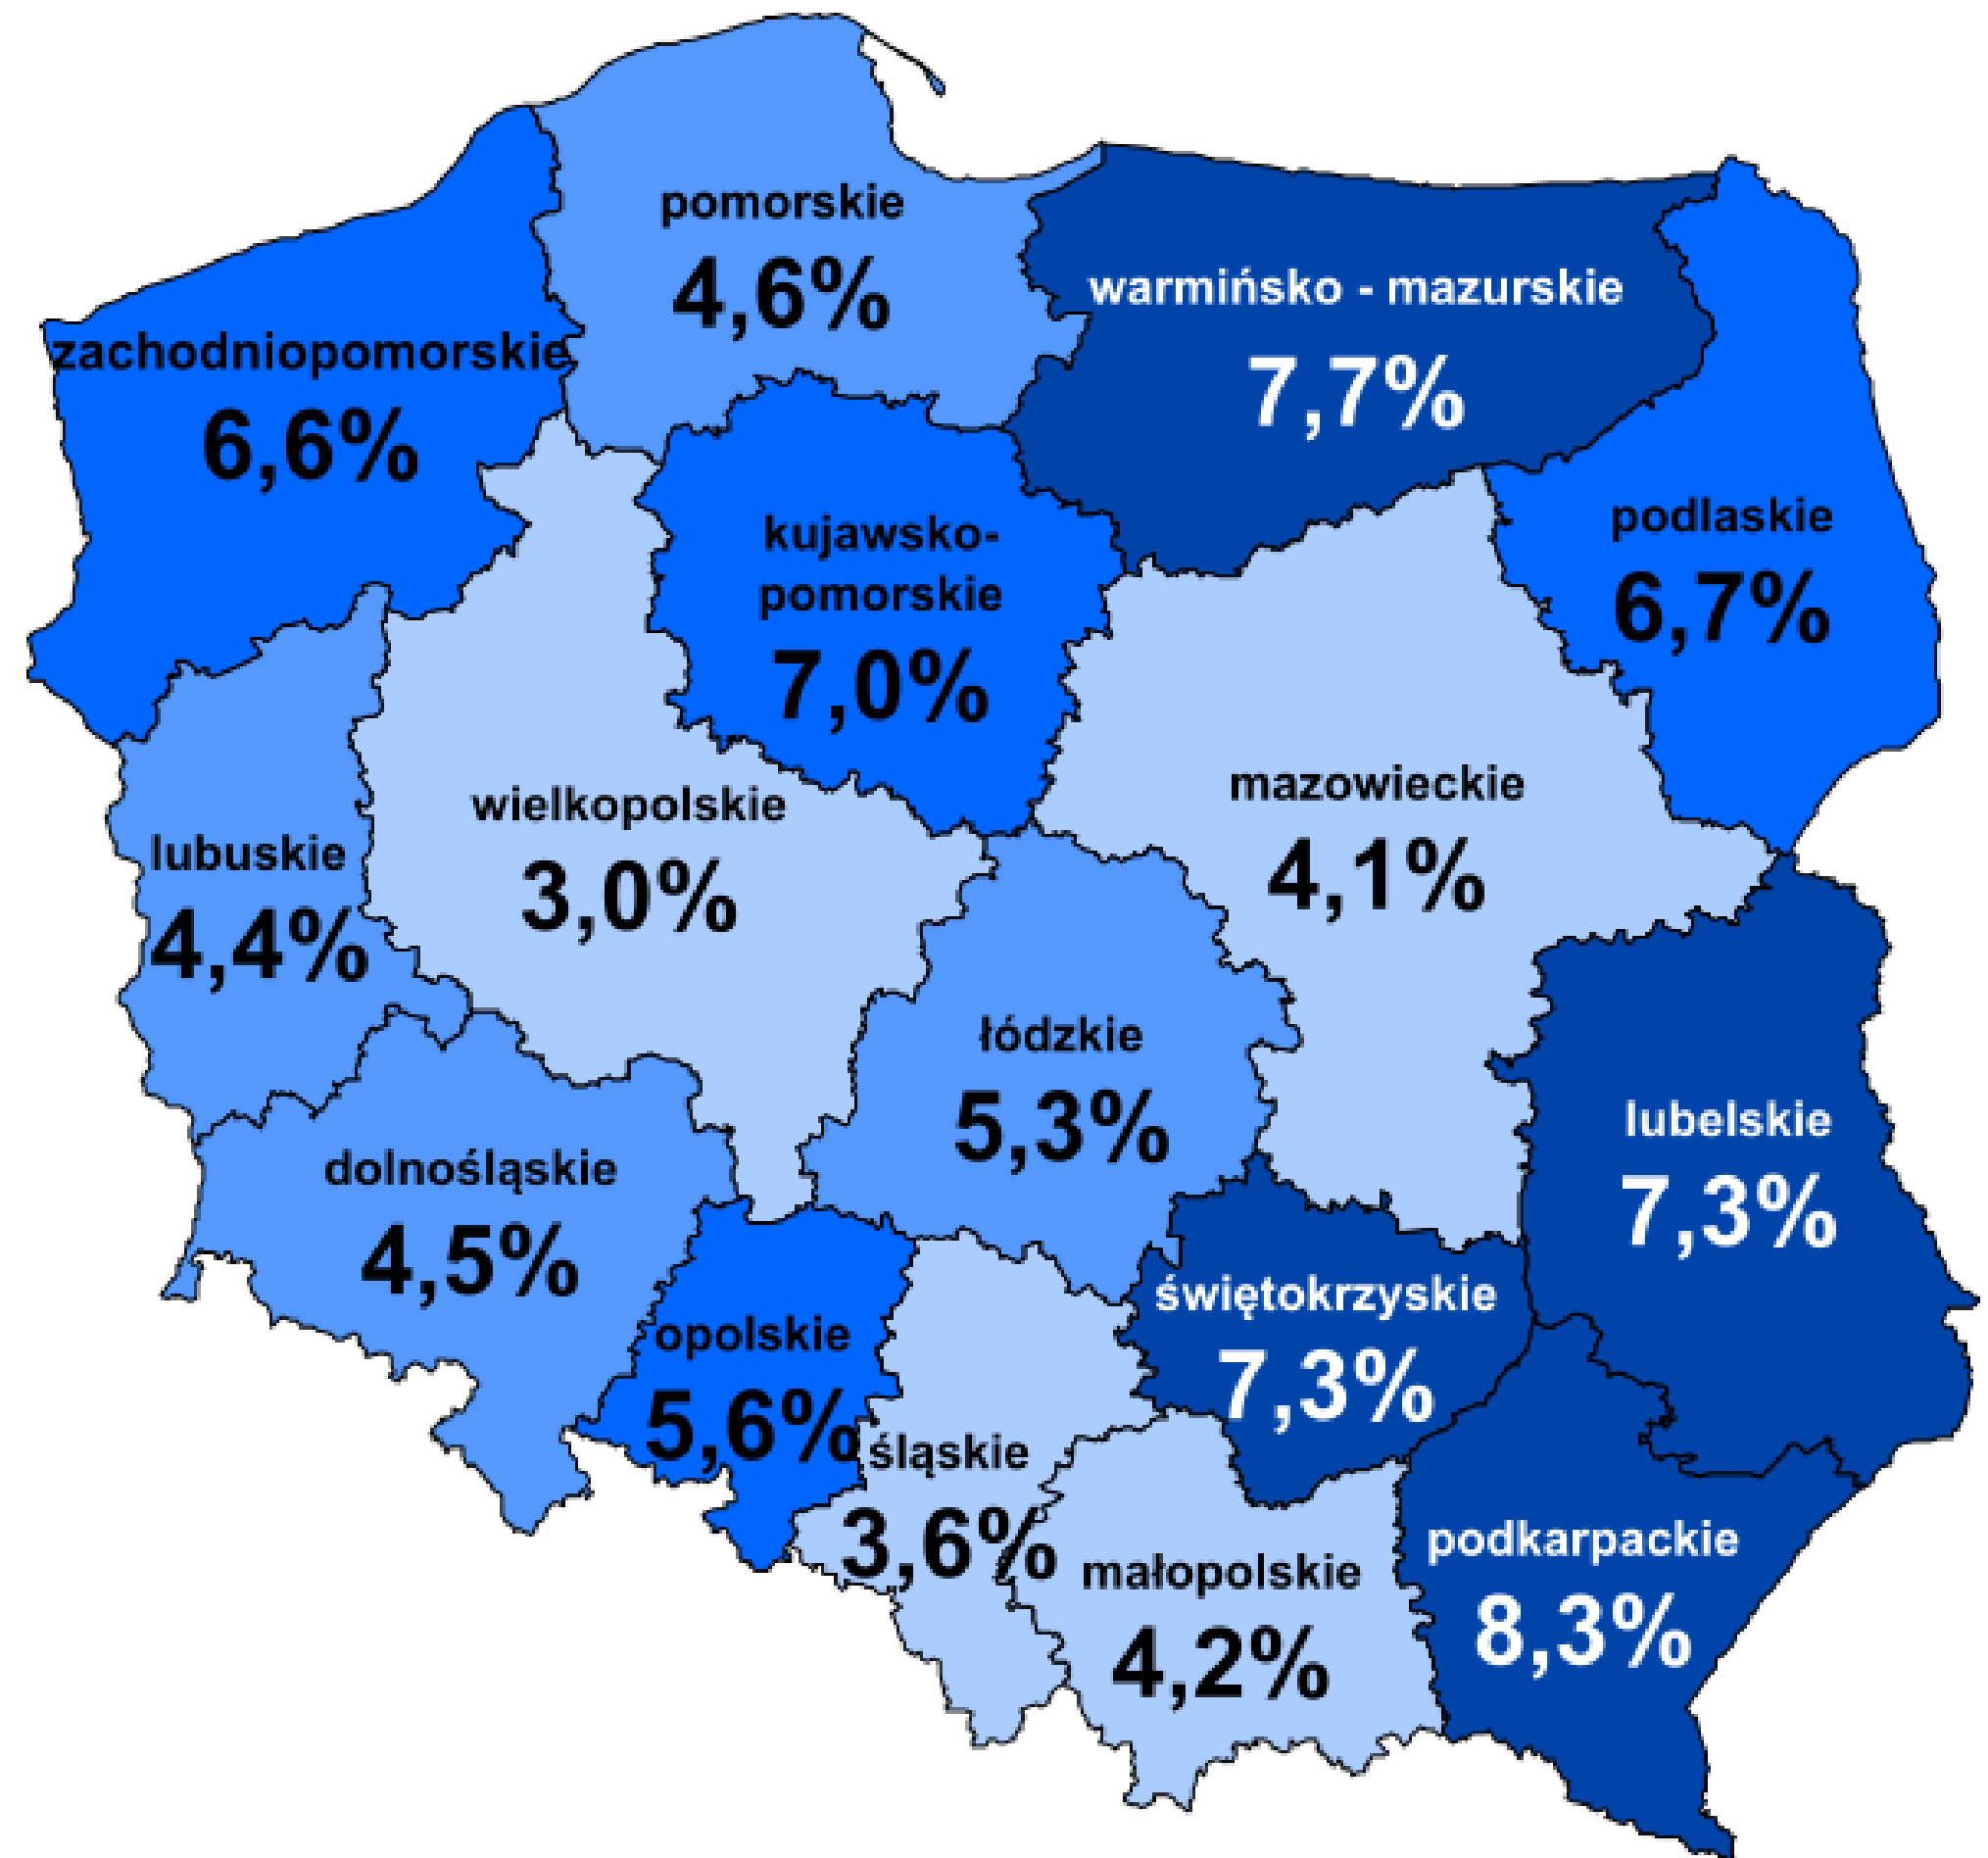 pomorskie
4,6%
warmińsko - mazurskie
7,7%
zachodniopomorskie
6,6%
podlaskie
6,7%
kujawsko-
pomorskie
7,0%
mazowieckie
4,1%
wielkopolskie
3,0%
lubuskie
4,4%
łódzkie
5,3%
lubelskie
7,3%
dolnośląskie
4,5%
świętokrzyskie
7,3%
opolskie
5,6%
śląskie
3,6%
podkarpackie
8,3%
małopolskie
4,2%